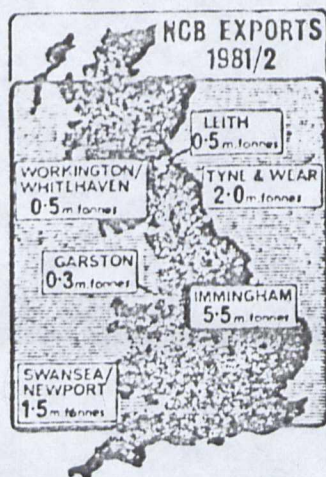 NCB EXPORTS
1981/2
LEITH
0.5 m.tonnes
WORKINGTON/
WHITEHAVEN
0.5 m.tonnes
TYNE & WEAR
2.0 m.tonnes
GARSTON
0.3 m.tonnes
IMMINGHAM
5.5 m.tonnes
SWANSEA/
NEWPORT
1.5 m.tonnes